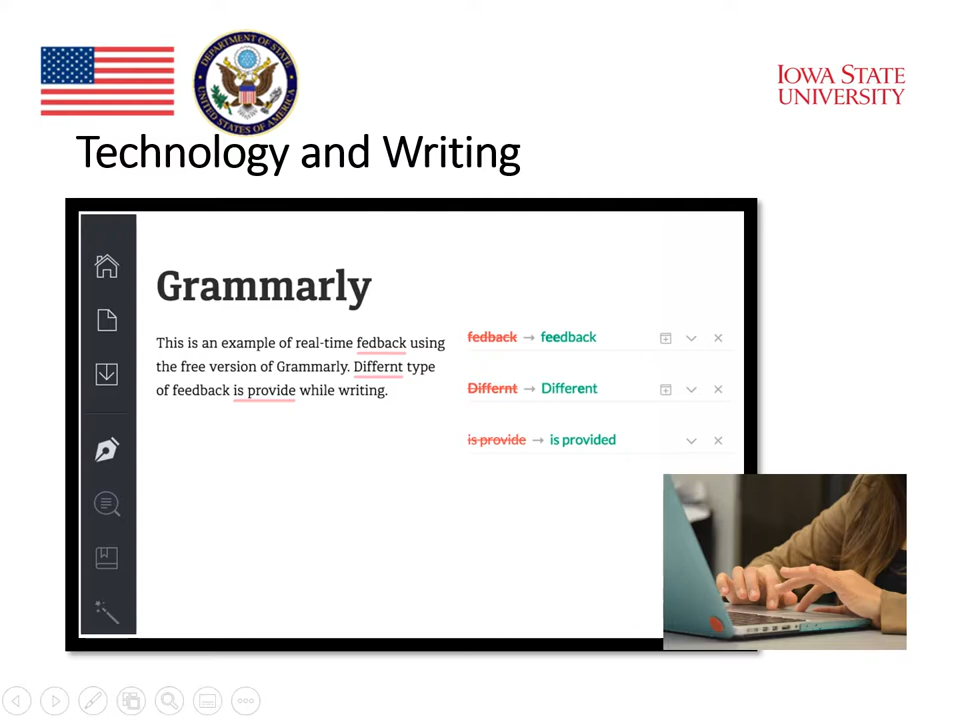 DEPARTMENT OF STATE
UNITED STATES OF AMERICA
IOWA STATE
UNIVERSITY
Technology and Writing
Grammarly
This is an example of real-time fedback using
the free version of Grammarly. Differnt type
of feedback is provide while writing.
fedback → feedback
Differnt → Different
is provide → is provided